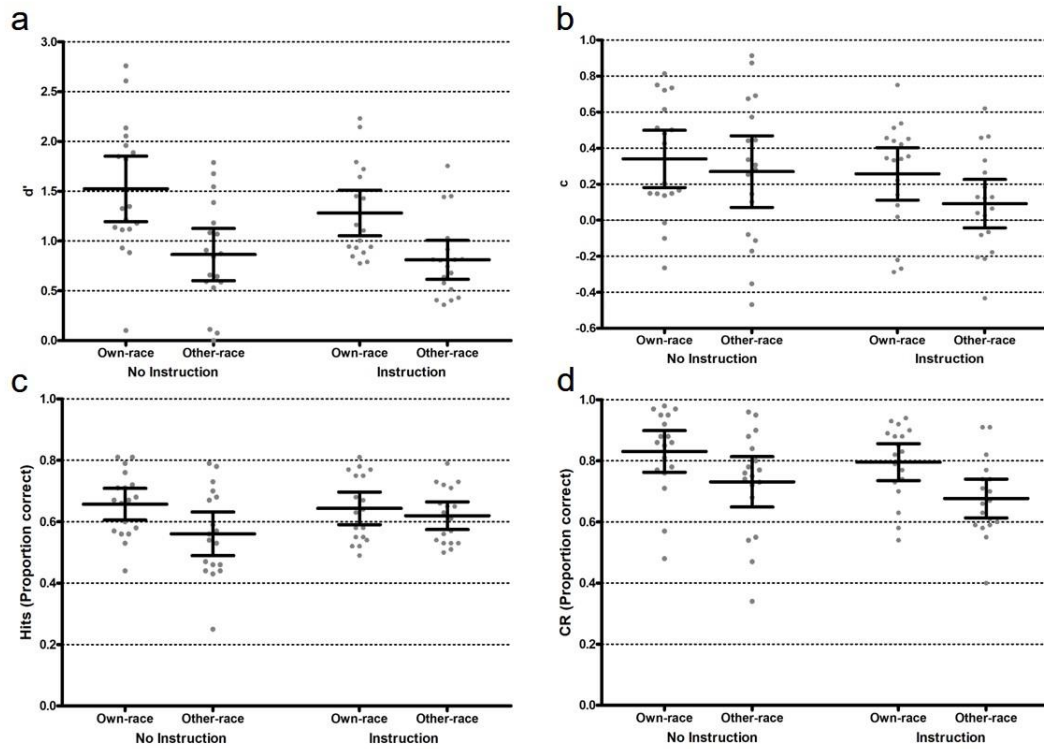 a
3.0
2.5
2.0
1.5
1.0
0.5
0.0
d'
Own-race Other-race Own-race Other-race
No Instruction Instruction
b
1.0
0.8
0.6
0.4
0.2
0.0
-0.2
-0.4
-0.6
c
Own-race Other-race Own-race Other-race
No Instruction Instruction
c
1.0
0.8
0.6
0.4
0.2
0.0
Hits (Proportion correct)
Own-race Other-race Own-race Other-race
No Instruction Instruction
d
1.0
0.8
0.6
0.4
0.2
0.0
CR (Proportion correct)
Own-race Other-race Own-race Other-race
No Instruction Instruction